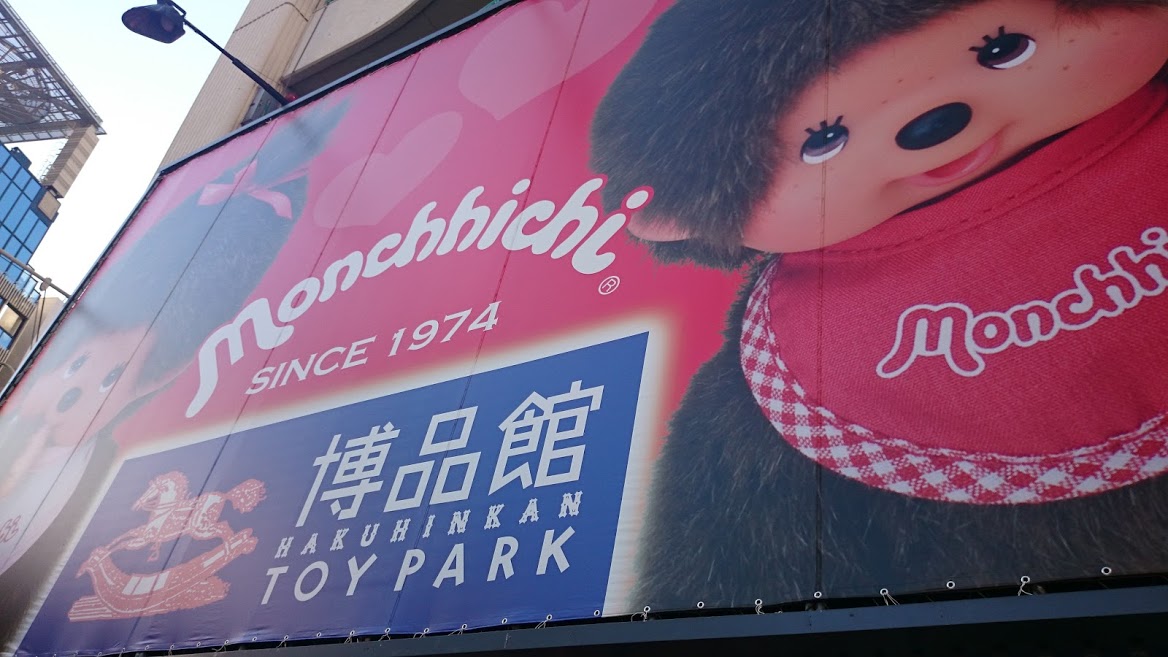 Monchhichi®
SINCE 1974
博品館
HAKUHINKAN
TOY PARK
Monchhi